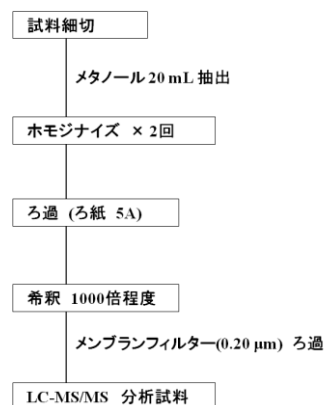 試料細切
メタノール 20 mL 抽出
ホモジナイズ × 2回
ろ過 (ろ紙 5A)
希釈 1000倍程度
メンブランフィルター(0.20 μm) ろ過
LC-MS/MS 分析試料